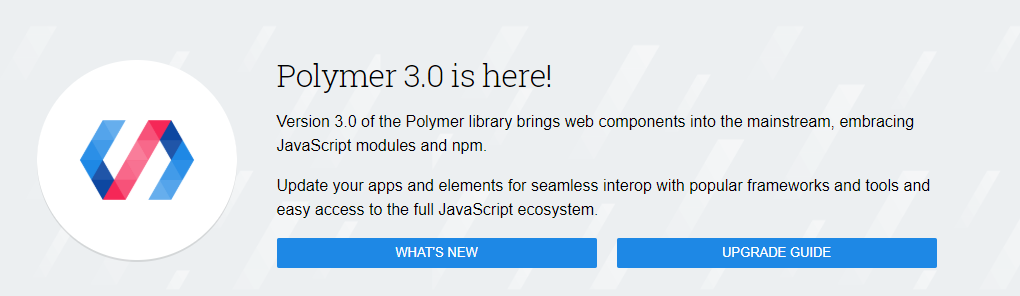 Polymer 3.0 is here!
Version 3.0 of the Polymer library brings web components into the mainstream, embracing
JavaScript modules and npm.
Update your apps and elements for seamless interop with popular frameworks and tools and
easy access to the full JavaScript ecosystem.
WHAT'S NEW
UPGRADE GUIDE